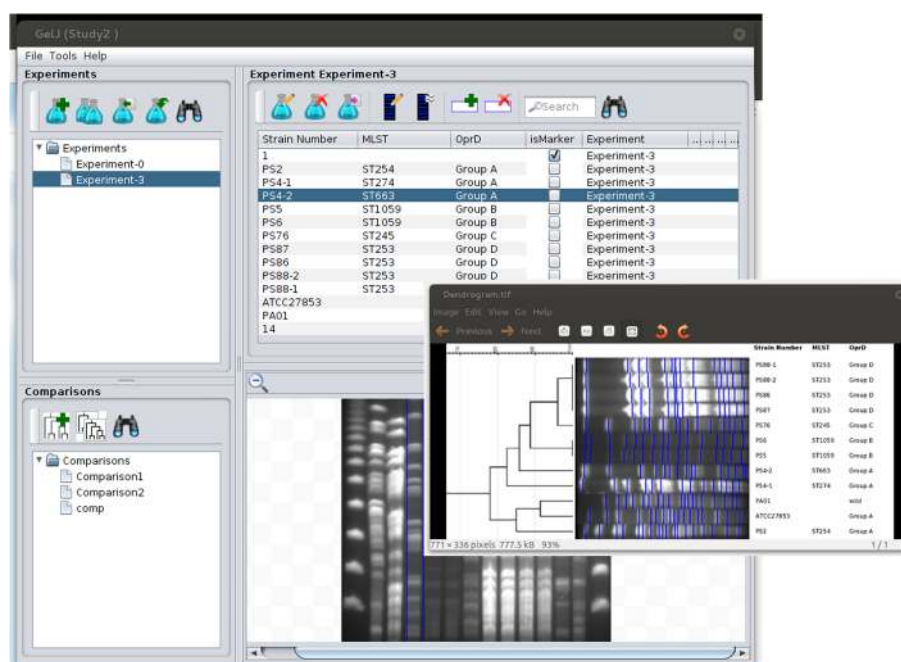 GelJ (Study2 )
File Tools Help
Experiments
Experiments
Experiment-0
Experiment-3
Comparisons
Comparisons
Comparison1
Comparison2
comp
Experiment Experiment-3
Search
Strain Number MLST OprD isMarker Experiment ... ... ... ...
1 Experiment-3
PS2 ST254 Group A Experiment-3
PS4-1 ST274 Group A Experiment-3
PS4-2 ST663 Group A Experiment-3
PS5 ST1059 Group B Experiment-3
PS6 ST1059 Group B Experiment-3
PS76 ST245 Group C Experiment-3
PS87 ST253 Group D Experiment-3
PS86 ST253 Group D Experiment-3
PS88-2 ST253 Group D Experiment-3
PS88-1 ST253
ATCC27853
PA01
14
Dendrogram.tif
Image Edit View Go Help
Previous Next
Strain Number MLST OprD
PS88-1 ST253 Group D
PS88-2 ST253 Group D
PS86 ST253 Group D
PS87 ST253 Group D
PS76 ST245 Group C
PS6 ST1059 Group B
PS5 ST1059 Group B
PS4-2 ST663 Group A
PS4-1 ST274 Group A
PA01 wild
ATCC27853 Group A
PS2 ST254 Group A
771 × 336 pixels 777.5 kB 93% 1 / 1